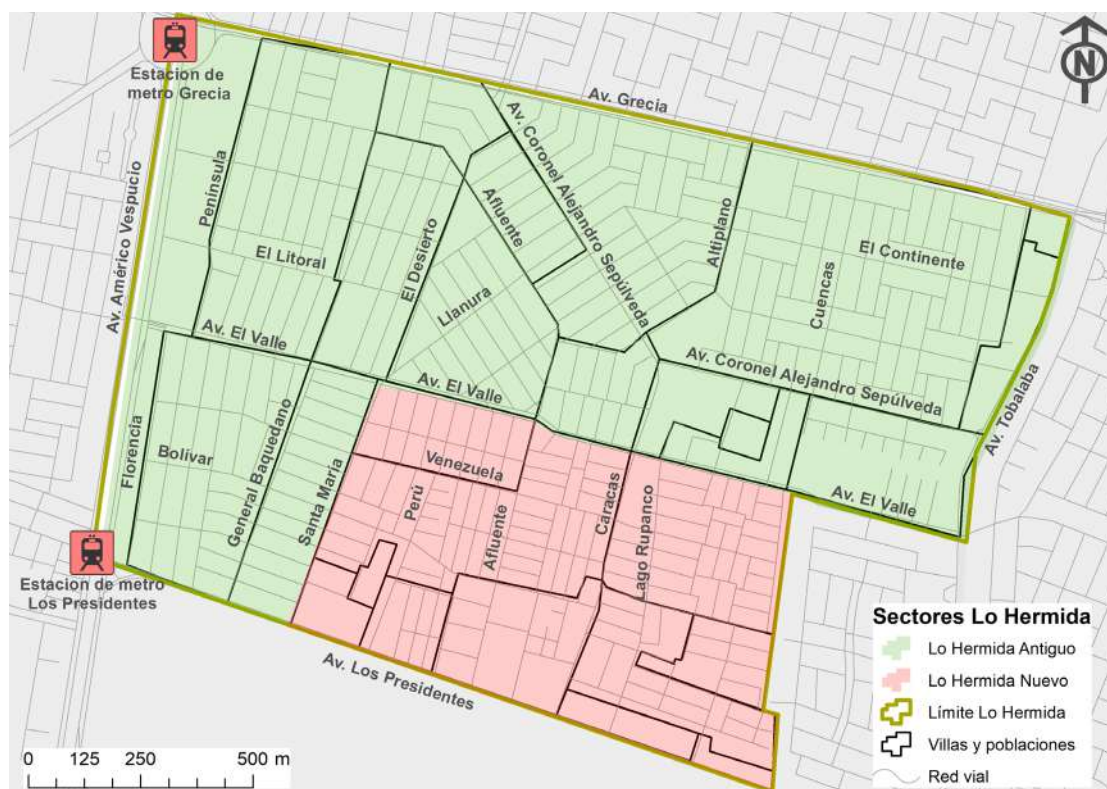 Estacion de
metro Grecia
N
Av. Grecia
Av. Coronel Alejandro Sepúlveda
Península
Av. Américo Vespucio
Afluente
Altiplano
El Litoral
El Desierto
El Continente
Cuencas
Llanura
Av. El Valle
Av. El Valle
Av. Coronel Alejandro Sepúlveda
Av. Tobalaba
Florencia
Bolívar
General Baquedano
Santa María
Venezuela
Perú
Afluente
Caracas
Lago Rupanco
Av. El Valle
Estacion de metro
Los Presidentes
Av. Los Presidentes
Sectores Lo Hermida
Lo Hermida Antiguo
Lo Hermida Nuevo
Límite Lo Hermida
Villas y poblaciones
Red vial
0 125 250 500 m